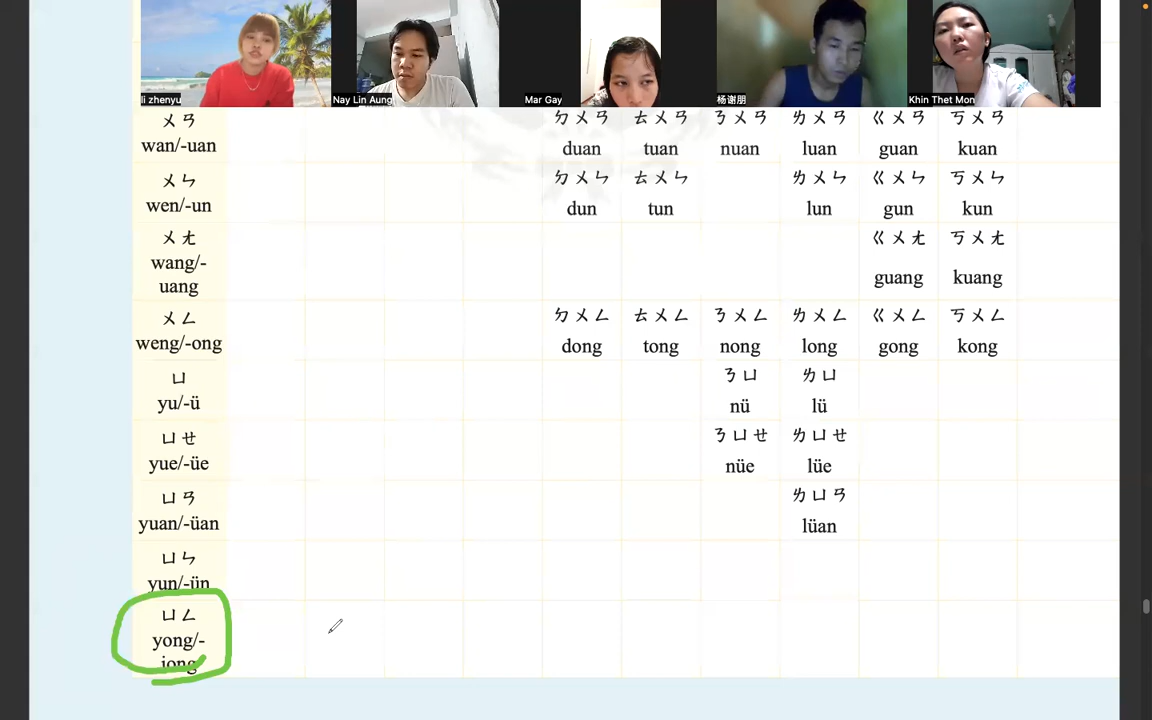 li zhenyu
Nay Lin Aung
Mar Gay
杨谢朋
Khin Thet Mon
ㄨㄢ ㄉㄨㄢ ㄊㄨㄢ ㄋㄨㄢ ㄌㄨㄢ ㄍㄨㄢ ㄎㄨㄢ
wan/-uan duan tuan nuan luan guan kuan
ㄨㄣ ㄉㄨㄣ ㄊㄨㄣ ㄌㄨㄣ ㄍㄨㄣ ㄎㄨㄣ
wen/-un dun tun lun gun kun
ㄨㄤ ㄍㄨㄤ ㄎㄨㄤ
wang/-
uang guang kuang
ㄨㄥ ㄉㄨㄥ ㄊㄨㄥ ㄋㄨㄥ ㄌㄨㄥ ㄍㄨㄥ ㄎㄨㄥ
weng/-ong dong tong nong long gong kong
ㄩ ㄋㄩ ㄌㄩ
yu/-ü nü lü
ㄩㄝ ㄋㄩㄝ ㄌㄩㄝ
yue/-üe nüe lüe
ㄩㄢ ㄌㄩㄢ
yuan/-üan lüan
ㄩㄣ
yun/-ün
ㄩㄥ
yong/-
iong